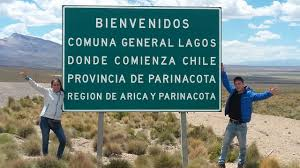 BIENVENIDOS
COMUNA GENERAL LAGOS
DONDE COMIENZA CHILE
PROVINCIA DE PARINACOTA
REGION DE ARICA Y PARINACOTA